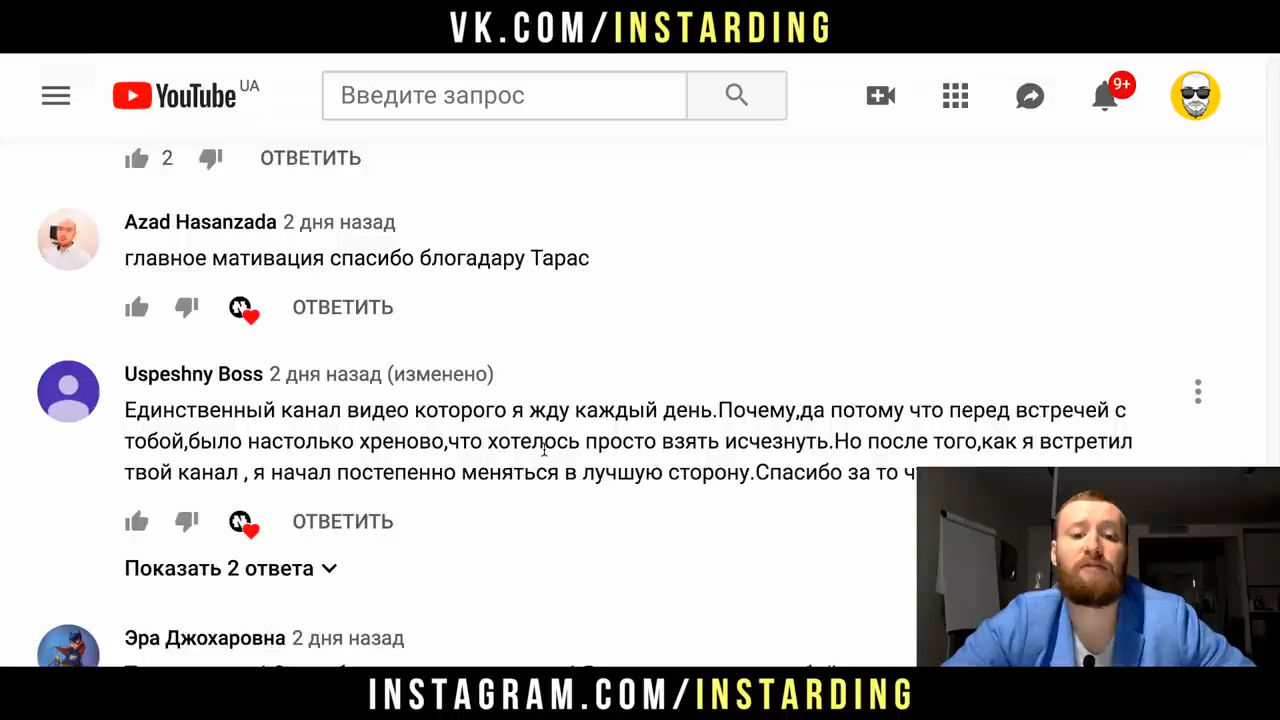 VK.COM/INSTARDING
YouTube UA
Введите запрос
9+
2 ОТВЕТИТЬ
Azad Hasanzada 2 дня назад
главное мативация спасибо блогадару Тарас
ОТВЕТИТЬ
Uspeshny Boss 2 дня назад (изменено)
Единственный канал видео которого я жду каждый день.Почему,да потому что перед встречей с
тобой,было настолько хреново,что хотелось просто взять исчезнуть.Но после того,как я встретил
твой канал , я начал постепенно меняться в лучшую сторону.Спасибо за то
ОТВЕТИТЬ
Показать 2 ответа
Эра Джохаровна 2 дня назад
INSTAGRAM.COM/INSTARDING